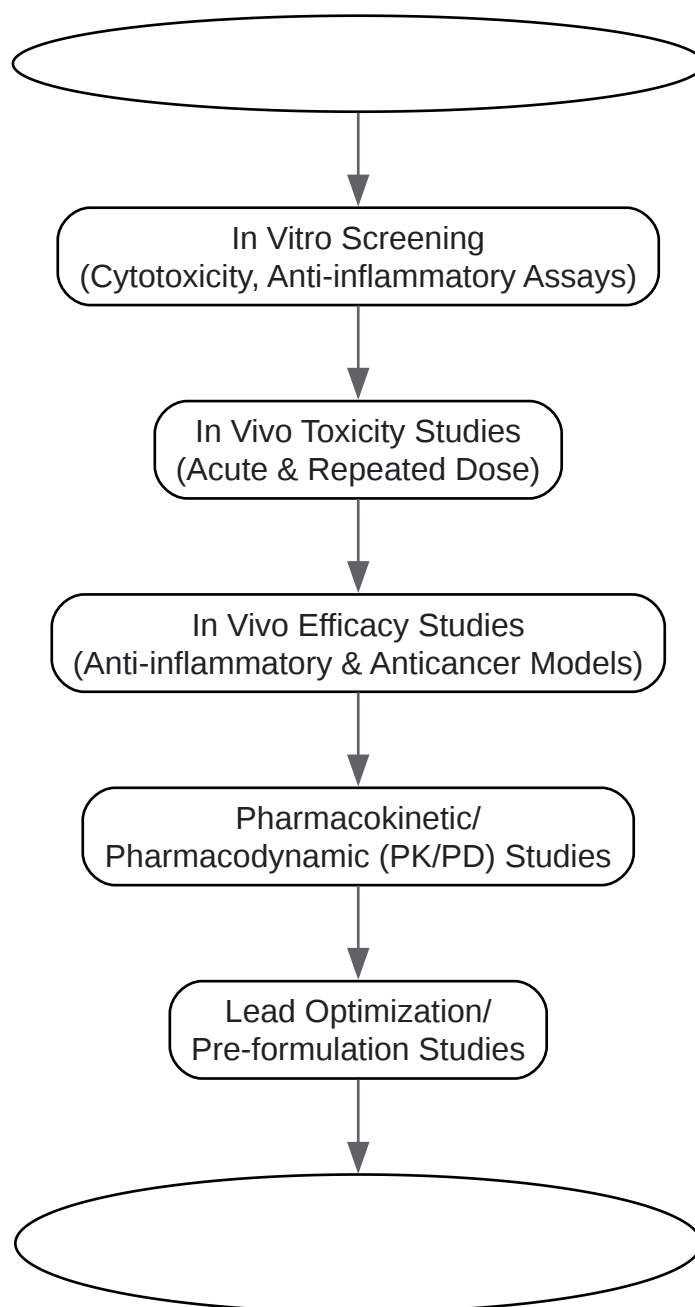 In Vitro Screening
(Cytotoxicity, Anti-inflammatory Assays)
In Vivo Toxicity Studies
(Acute & Repeated Dose)
In Vivo Efficacy Studies
(Anti-inflammatory & Anticancer Models)
Pharmacokinetic/
Pharmacodynamic (PK/PD) Studies
Lead Optimization/
Pre-formulation Studies